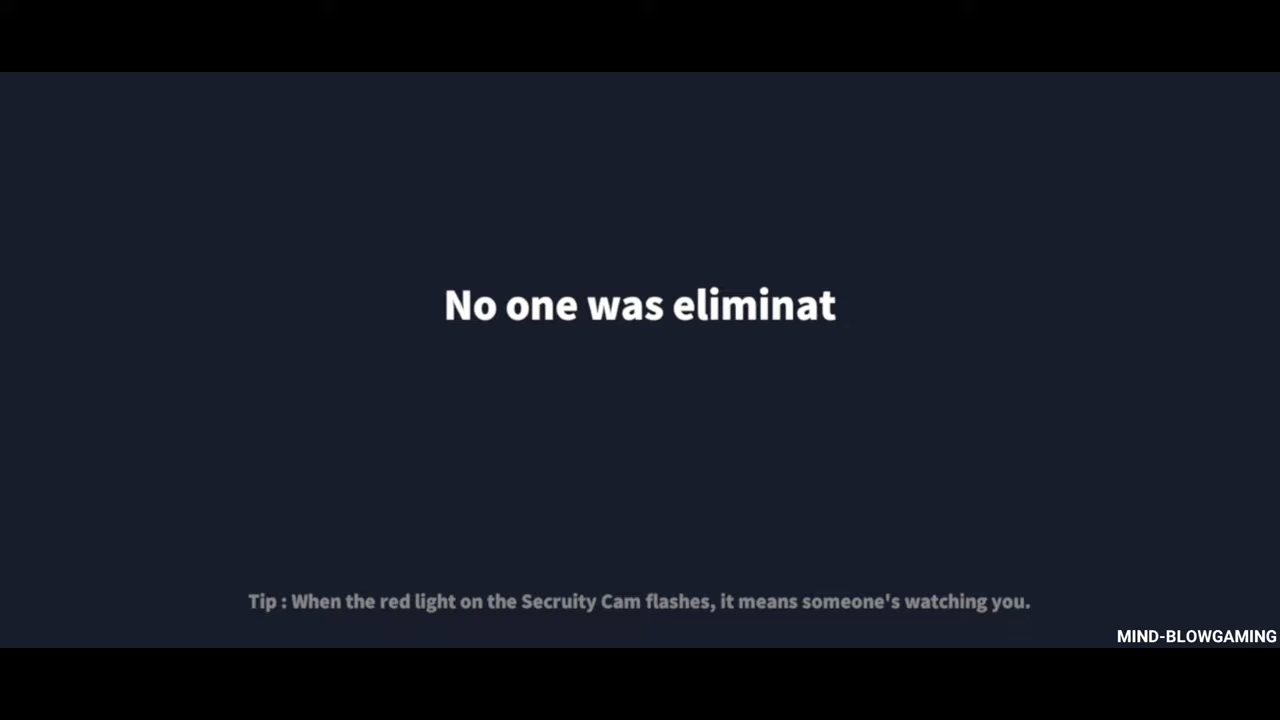 No one was eliminat
Tip : When the red light on the Secruity Cam flashes, it means someone's watching you.
MIND-BLOWGAMING